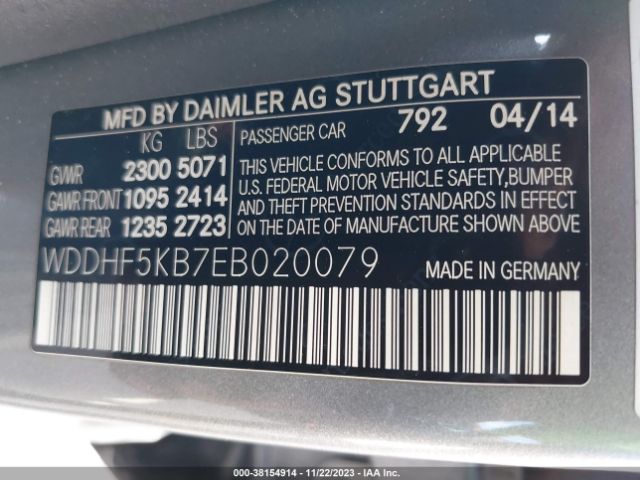 MFD BY DAIMLER AG STUTTGART
KG LBS
GVWR 2300 5071
GAWR FRONT 1095 2414
GAWR REAR 1235 2723
PASSENGER CAR 792 04/14
THIS VEHICLE CONFORMS TO ALL APPLICABLE
U.S. FEDERAL MOTOR VEHICLE SAFETY,BUMPER
AND THEFT PREVENTION STANDARDS IN EFFECT
ON THE DATE OF MANUFACTURE SHOWN ABOVE
WDDHF5KB7EB020079 MADE IN GERMANY
000-38154914 - 11/22/2023 - IAA Inc.